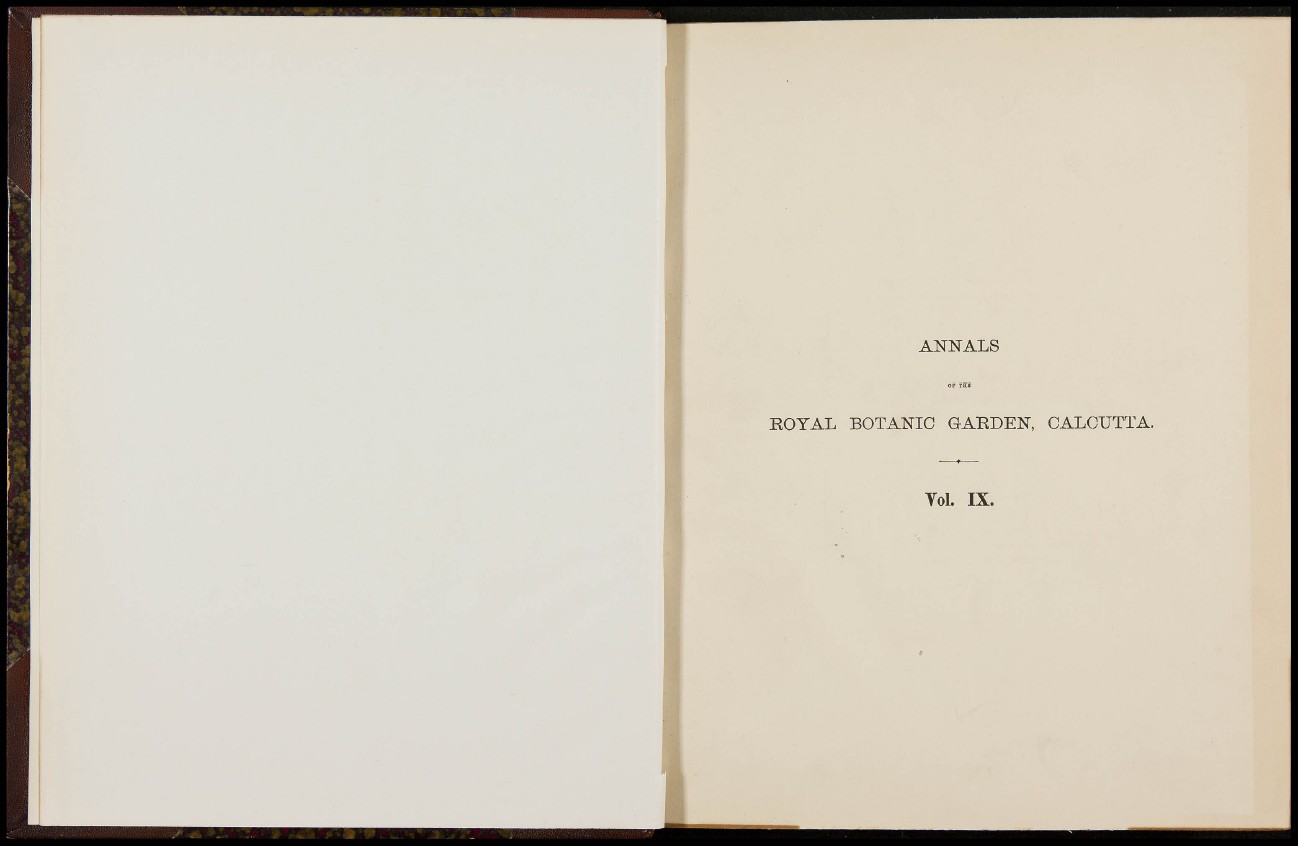 ANNALS
OF THE
ROYAL BOTANIC GARDEN, CALCUTTA.
Vol. IX.